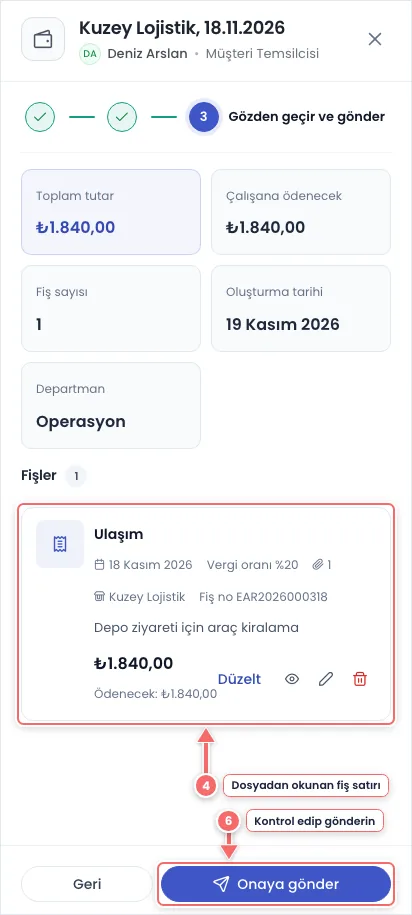 Kuzey Lojistik, 18.11.2026
DA Deniz Arslan • Müşteri Temsilcisi
3 Gözden geçir ve gönder
Toplam tutar
₺1.840,00
Çalışana ödenecek
₺1.840,00
Fiş sayısı
1
Oluşturma tarihi
19 Kasım 2026
Departman
Operasyon
Fişler 1
Ulaşım
18 Kasım 2026 Vergi oranı %20 1
Kuzey Lojistik Fiş no EAR2026000318
Depo ziyareti için araç kiralama
₺1.840,00
Düzelt
Ödenecek: ₺1.840,00
4 Dosyadan okunan fiş satırı
6 Kontrol edip gönderin
Geri
Onaya gönder